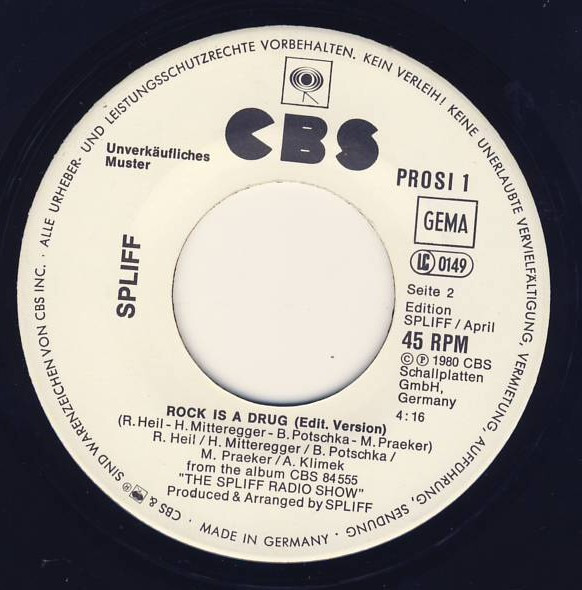 · ALLE URHEBER- UND LEISTUNGSSCHUTZRECHTE VORBEHALTEN. KEIN VERLEIH! KEINE UNERLAUBTE VERVIELFÄLTIGUNG, VERMIETUNG, AUFFÜHRUNG, SENDUNG ·
CBS
Unverkäufliches
Muster
PROSI 1
GEMA
LC 0149
SPLIFF
Seite 2
Edition
SPLIFF / April
45 RPM
© ℗ 1980 CBS
Schallplatten
GmbH,
Germany
4:16
ROCK IS A DRUG (Edit. Version)
(R. Heil - H. Mitteregger - B. Potschka - M. Praeker)
R. Heil / H. Mitteregger / B. Potschka /
M. Praeker / A. Klimek
from the album CBS 84555
"THE SPLIFF RADIO SHOW"
Produced & Arranged by SPLIFF
CBS & ® SIND WARENZEICHEN VON CBS INC.
· MADE IN GERMANY ·